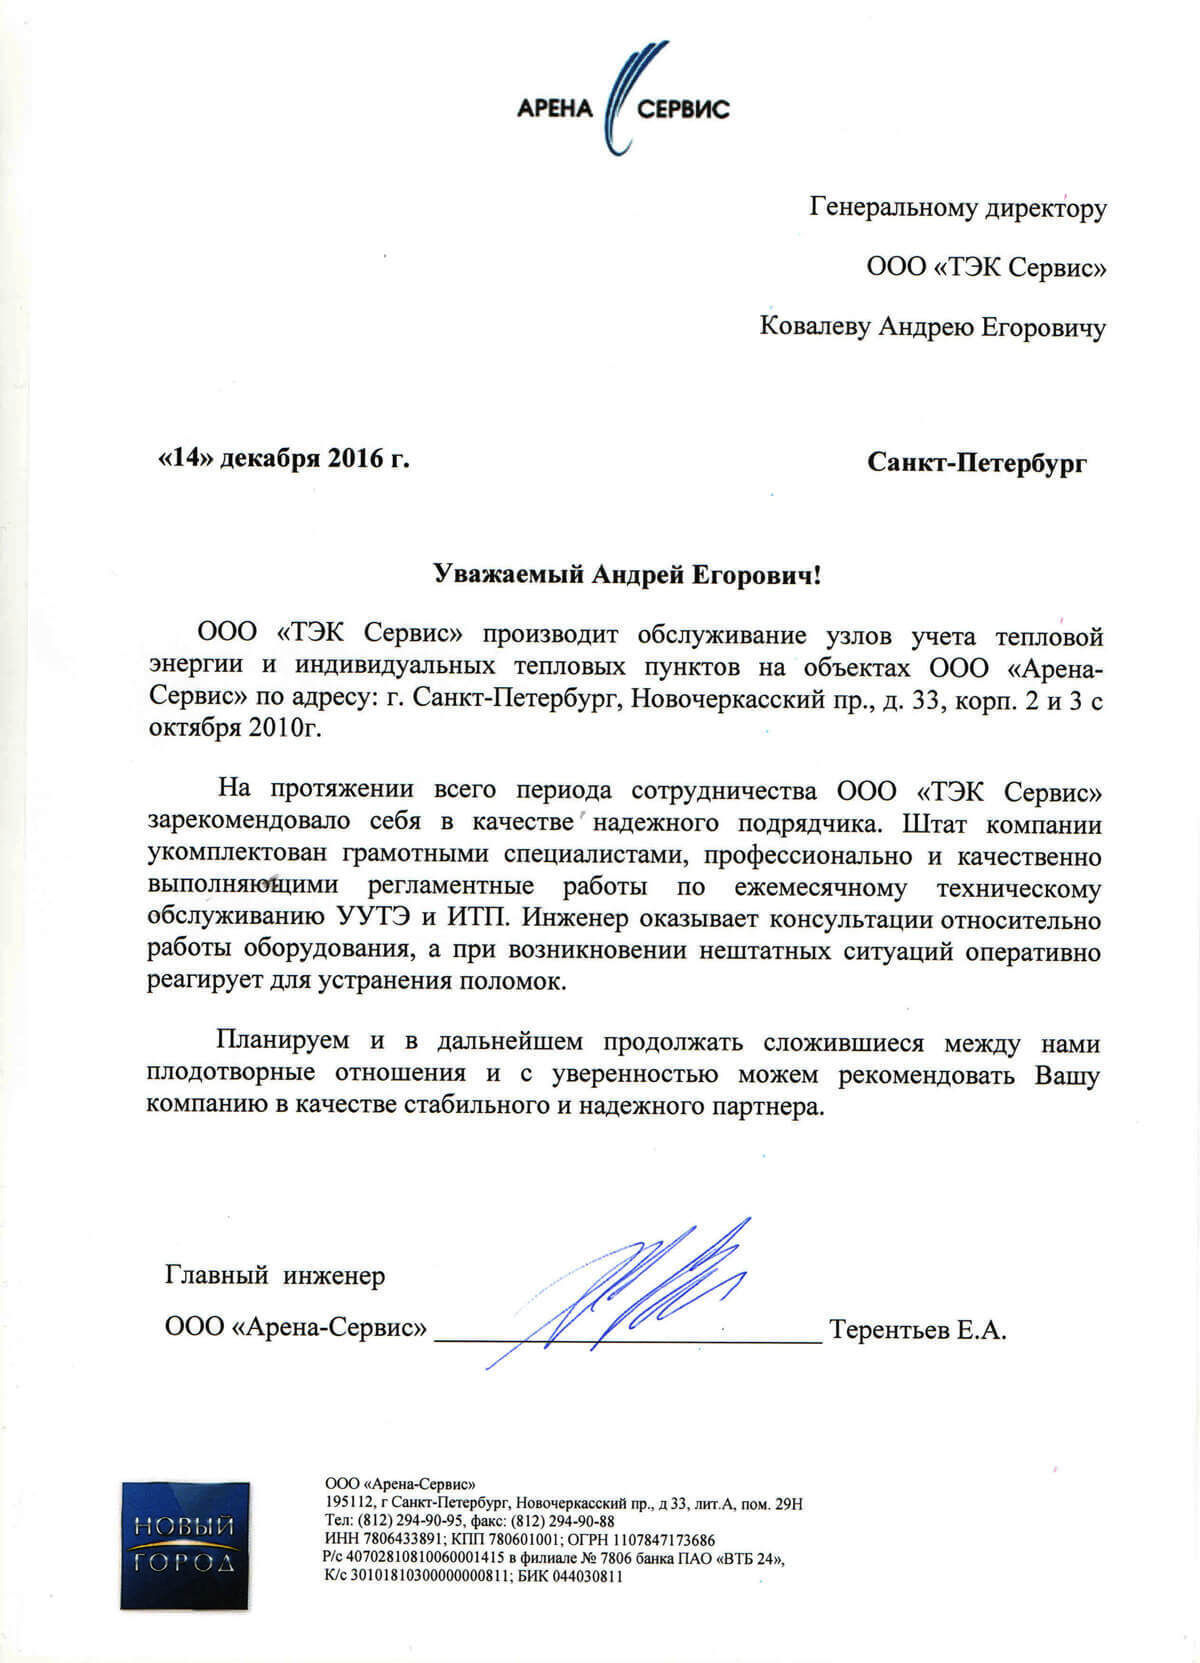 АРЕНА СЕРВИС
Генеральному директору
ООО «ТЭК Сервис»
Ковалеву Андрею Егоровичу
«14» декабря 2016 г. Санкт-Петербург
Уважаемый Андрей Егорович!
ООО «ТЭК Сервис» производит обслуживание узлов учета тепловой
энергии и индивидуальных тепловых пунктов на объектах ООО «Арена-
Сервис» по адресу: г. Санкт-Петербург, Новочеркасский пр., д. 33, корп. 2 и 3 с
октября 2010г.
На протяжении всего периода сотрудничества ООО «ТЭК Сервис»
зарекомендовало себя в качестве надежного подрядчика. Штат компании
укомплектован грамотными специалистами, профессионально и качественно
выполняющими регламентные работы по ежемесячному техническому
обслуживанию УУТЭ и ИТП. Инженер оказывает консультации относительно
работы оборудования, а при возникновении нештатных ситуаций оперативно
реагирует для устранения поломок.
Планируем и в дальнейшем продолжать сложившиеся между нами
плодотворные отношения и с уверенностью можем рекомендовать Вашу
компанию в качестве стабильного и надежного партнера.
Главный инженер
ООО «Арена-Сервис» Терентьев Е.А.
НОВЫЙ
ГОРОД
ООО «Арена-Сервис»
195112, г Санкт-Петербург, Новочеркасский пр., д 33, лит.А, пом. 29Н
Тел: (812) 294-90-95, факс: (812) 294-90-88
ИНН 7806433891; КПП 780601001; ОГРН 1107847173686
Р/с 40702810810060001415 в филиале № 7806 банка ПАО «ВТБ 24»,
К/с 30101810300000000811; БИК 044030811